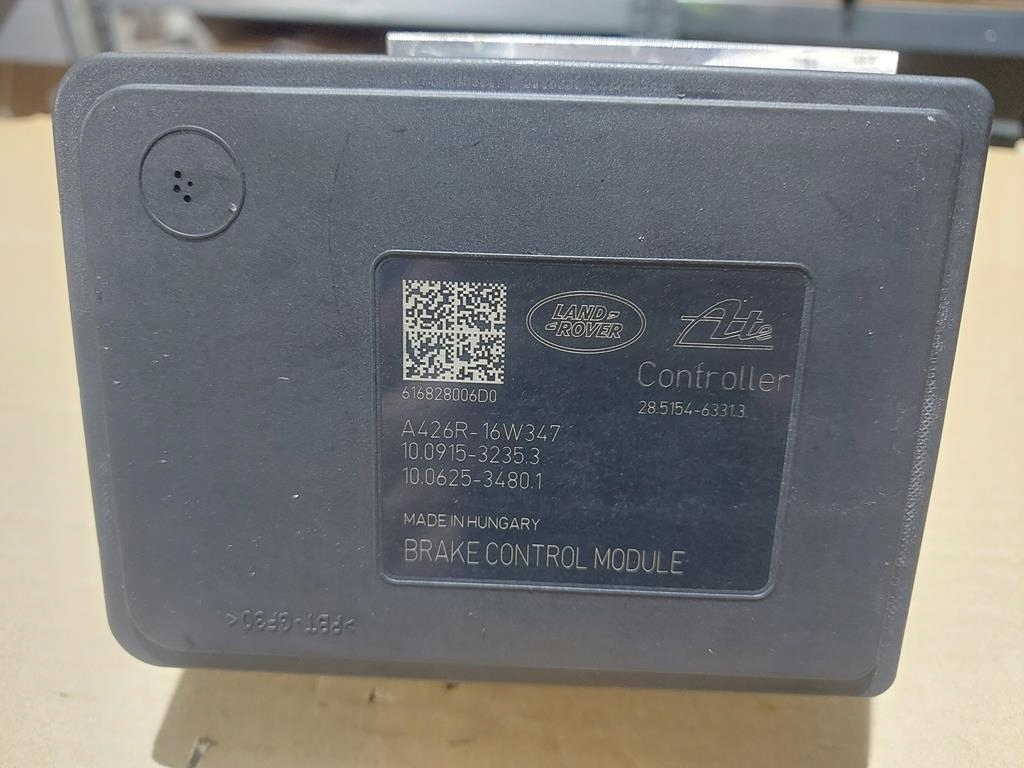 LAND
ROVER
Ate
Controller
28.5154-6331.3
616828006D0
A426R-16W347
10.0915-3235.3
10.0625-3480.1
MADE IN HUNGARY
BRAKE CONTROL MODULE
>PBT-GF30<